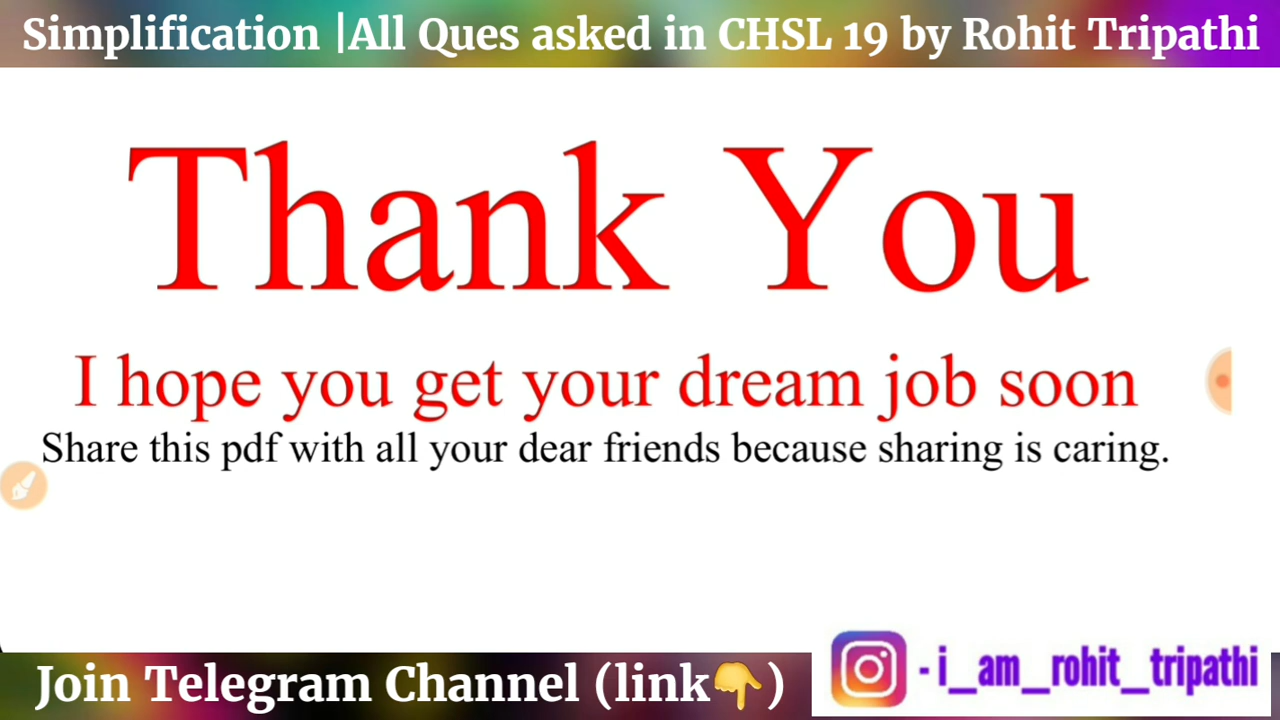 Simplification |All Ques asked in CHSL 19 by Rohit Tripathi
Thank You
I hope you get your dream job soon
Share this pdf with all your dear friends because sharing is caring.
Join Telegram Channel (link👇)
- i_am_rohit_tripathi